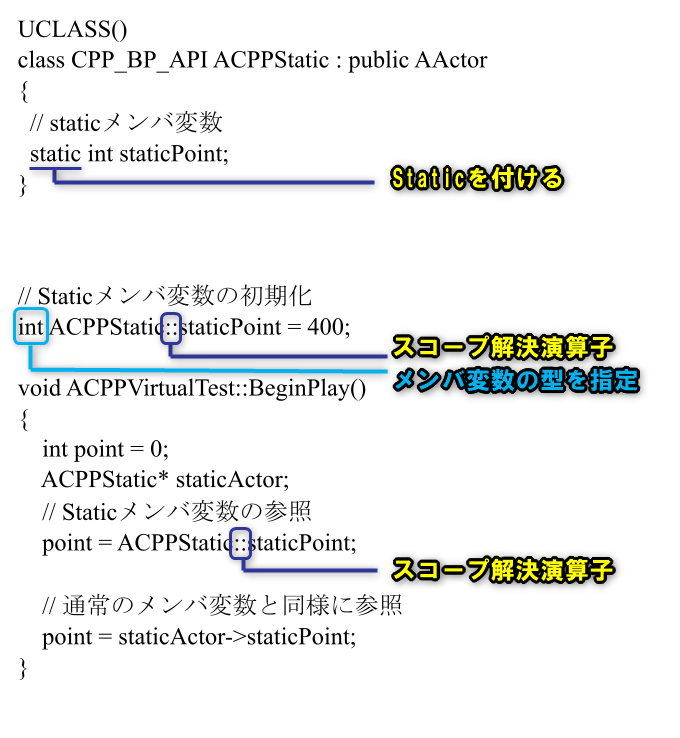 UCLASS()
class CPP_BP_API ACPPStatic : public AActor
{
// staticメンバ変数
static int staticPoint;
}
Staticを付ける
// Staticメンバ変数の初期化
int ACPPStatic::staticPoint = 400;
スコープ解決演算子
メンバ変数の型を指定
void ACPPVirtualTest::BeginPlay()
{
int point = 0;
ACPPStatic* staticActor;
// Staticメンバ変数の参照
point = ACPPStatic::staticPoint;
スコープ解決演算子
// 通常のメンバ変数と同様に参照
point = staticActor->staticPoint;
}